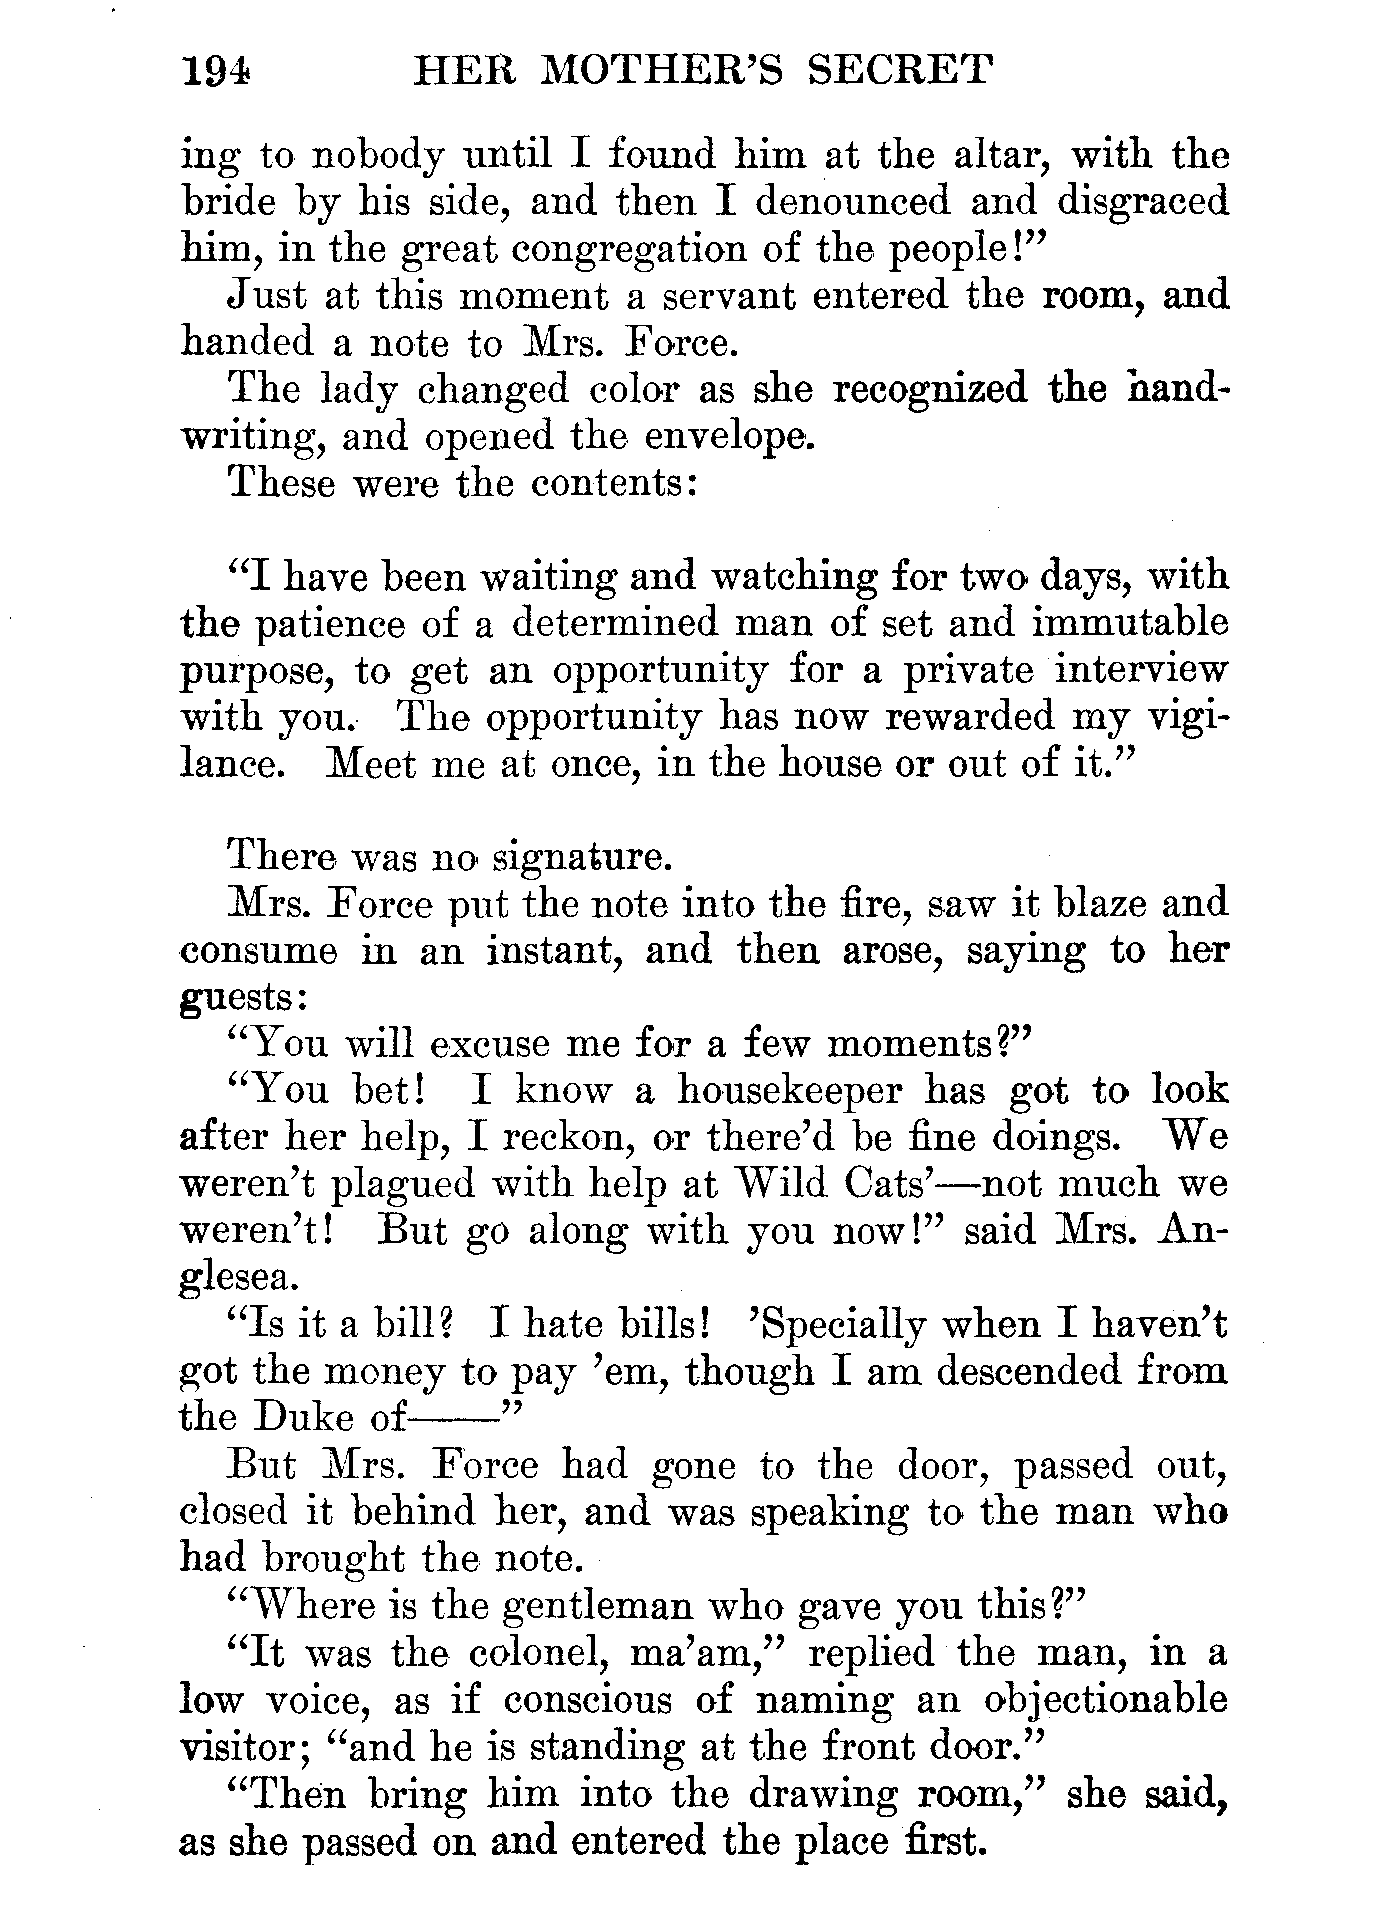 194 HER MOTHER'S SECRET
ing to nobody until I found him at the altar, with the
bride by his side, and then I denounced and disgraced
him, in the great congregation of the people!”
Just at this moment a servant entered the room, and
handed a note to Mrs. Force.
The lady changed color as she recognized the hand-
writing, and opened the envelope.
These were the contents:
“I have been waiting and watching for two days, with
the patience of a determined man of set and immutable
purpose, to get an opportunity for a private interview
with you. The opportunity has now rewarded my vigi-
lance. Meet me at once, in the house or out of it.”
There was no signature.
Mrs. Force put the note into the fire, saw it blaze and
consume in an instant, and then arose, saying to her
guests:
“You will excuse me for a few moments?”
“You bet! I know a housekeeper has got to look
after her help, I reckon, or there’d be fine doings. We
weren’t plagued with help at Wild Cats’—not much we
weren’t! But go along with you now!” said Mrs. An-
glesea.
“Is it a bill? I hate bills! ’Specially when I haven’t
got the money to pay ’em, though I am descended from
the Duke of——”
But Mrs. Force had gone to the door, passed out,
closed it behind her, and was speaking to the man who
had brought the note.
“Where is the gentleman who gave you this?”
“It was the colonel, ma’am,” replied the man, in a
low voice, as if conscious of naming an objectionable
visitor; “and he is standing at the front door.”
“Then bring him into the drawing room,” she said,
as she passed on and entered the place first.